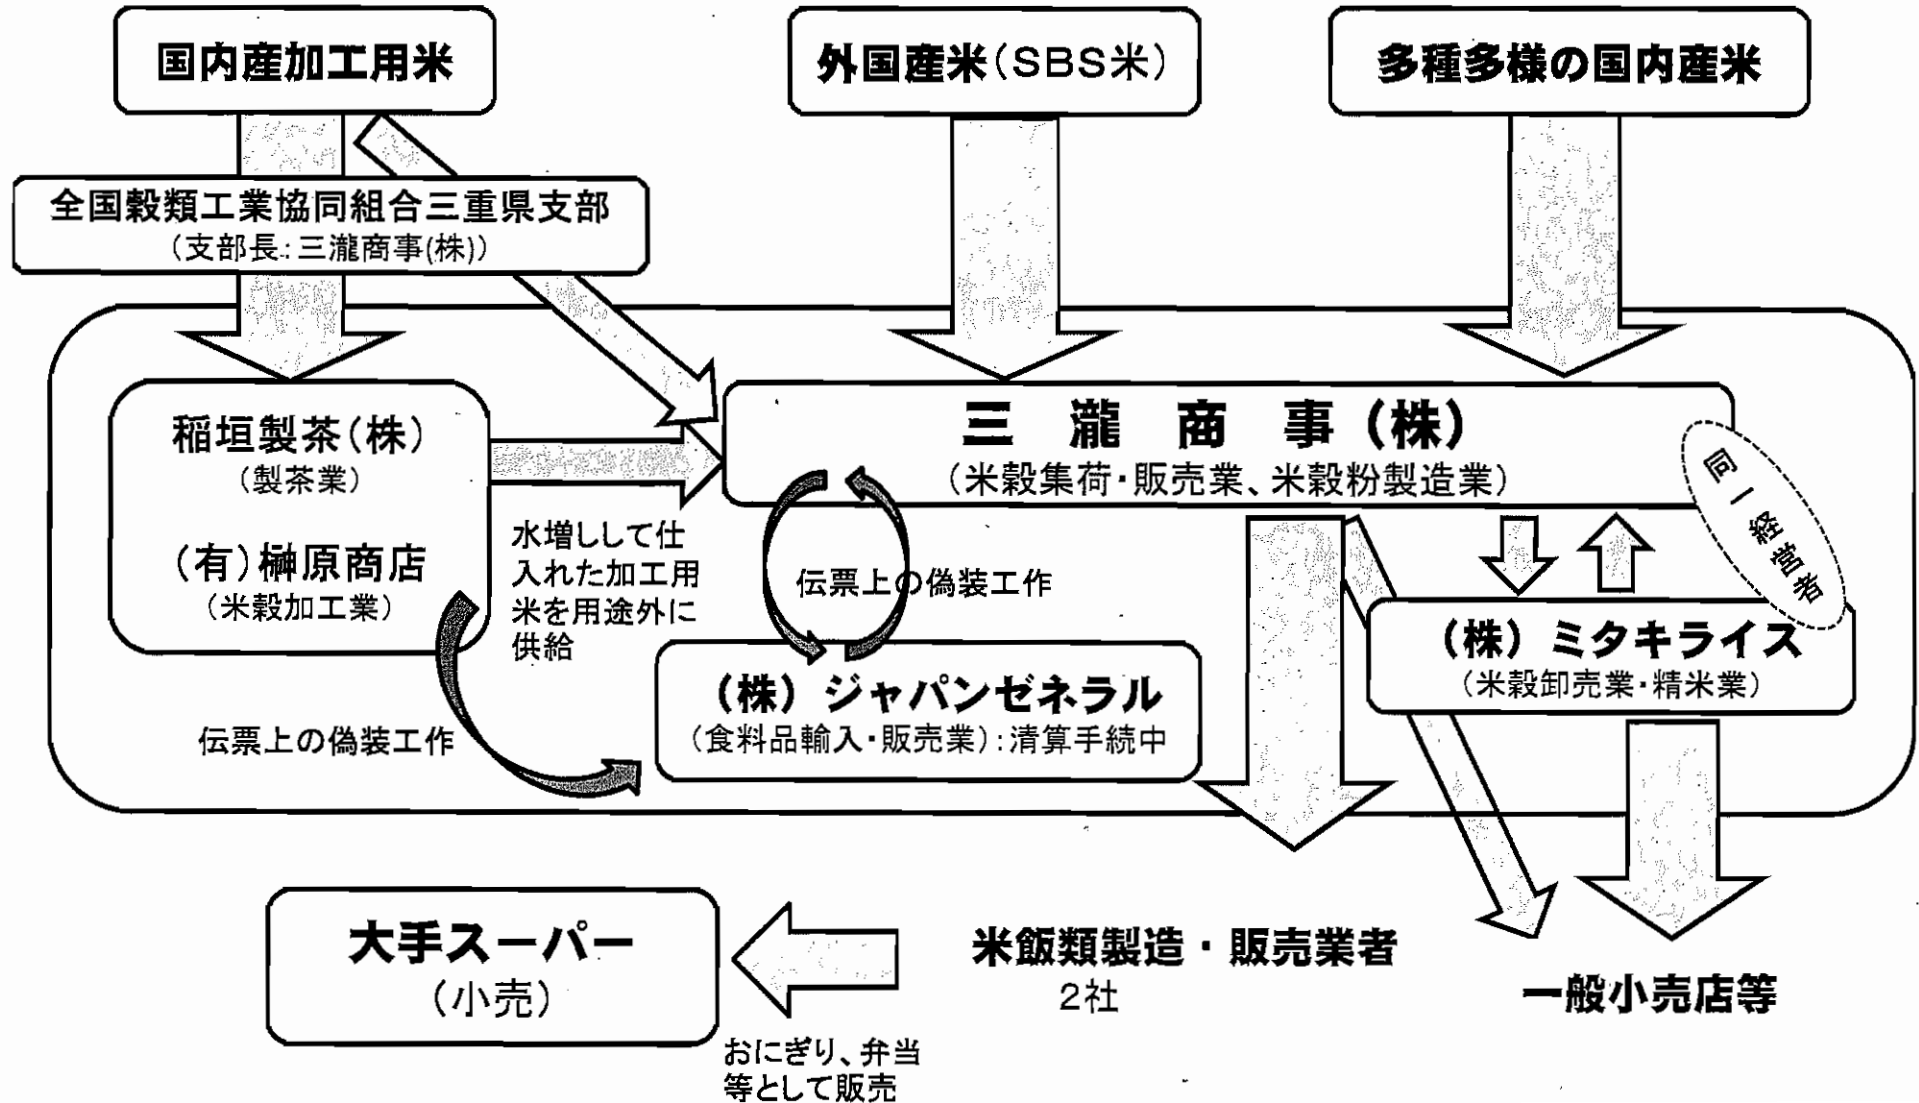 国内産加工用米
外国産米(SBS米)
多種多様の国内産米
全国穀類工業協同組合三重県支部
(支部長:三瀧商事(株))
稲垣製茶(株)
(製茶業)
(有)榊原商店
(米穀加工業)
三瀧商事(株)
(米穀集荷・販売業、米穀粉製造業)
同一経営者
水増しして仕
入れた加工用
米を用途外に
供給
伝票上の偽装工作
(株)ミタキライス
(米穀卸売業・精米業)
(株)ジャパンゼネラル
(食料品輸入・販売業):清算手続中
伝票上の偽装工作
大手スーパー
(小売)
米飯類製造・販売業者
2社
一般小売店等
おにぎり、弁当
等として販売